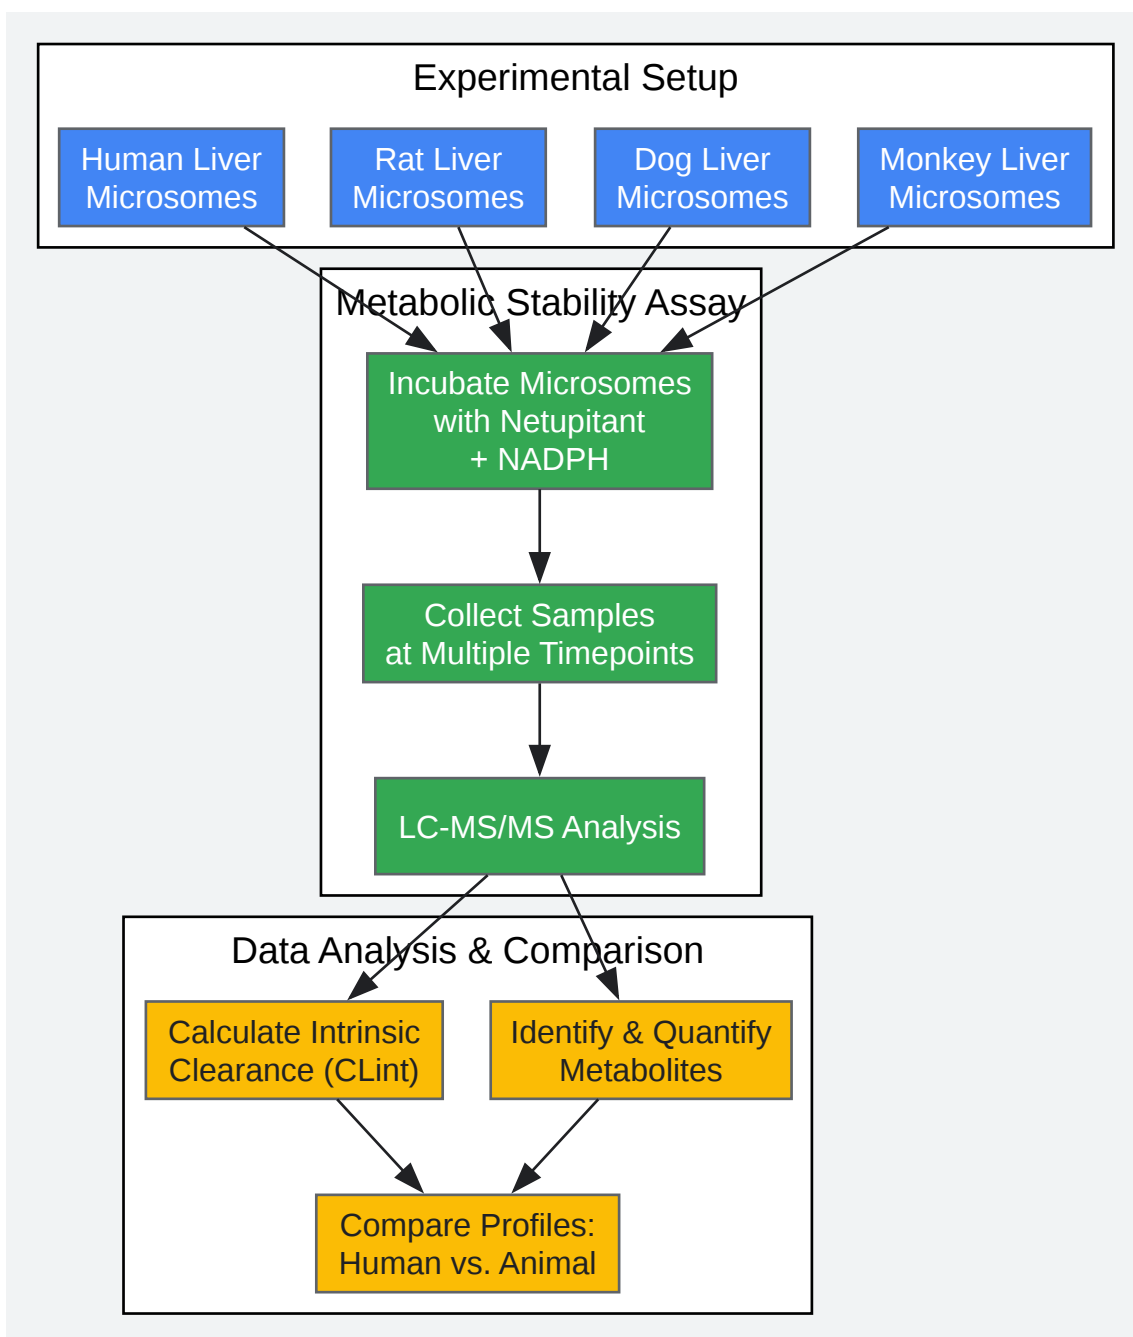 Experimental Setup
Human Liver
Microsomes
Rat Liver
Microsomes
Dog Liver
Microsomes
Monkey Liver
Microsomes
Metabolic Stability Assay
Incubate Microsomes
with Netupitant
+ NADPH
Collect Samples
at Multiple Timepoints
LC-MS/MS Analysis
Data Analysis & Comparison
Calculate Intrinsic
Clearance (CLint)
Identify & Quantify
Metabolites
Compare Profiles:
Human vs. Animal